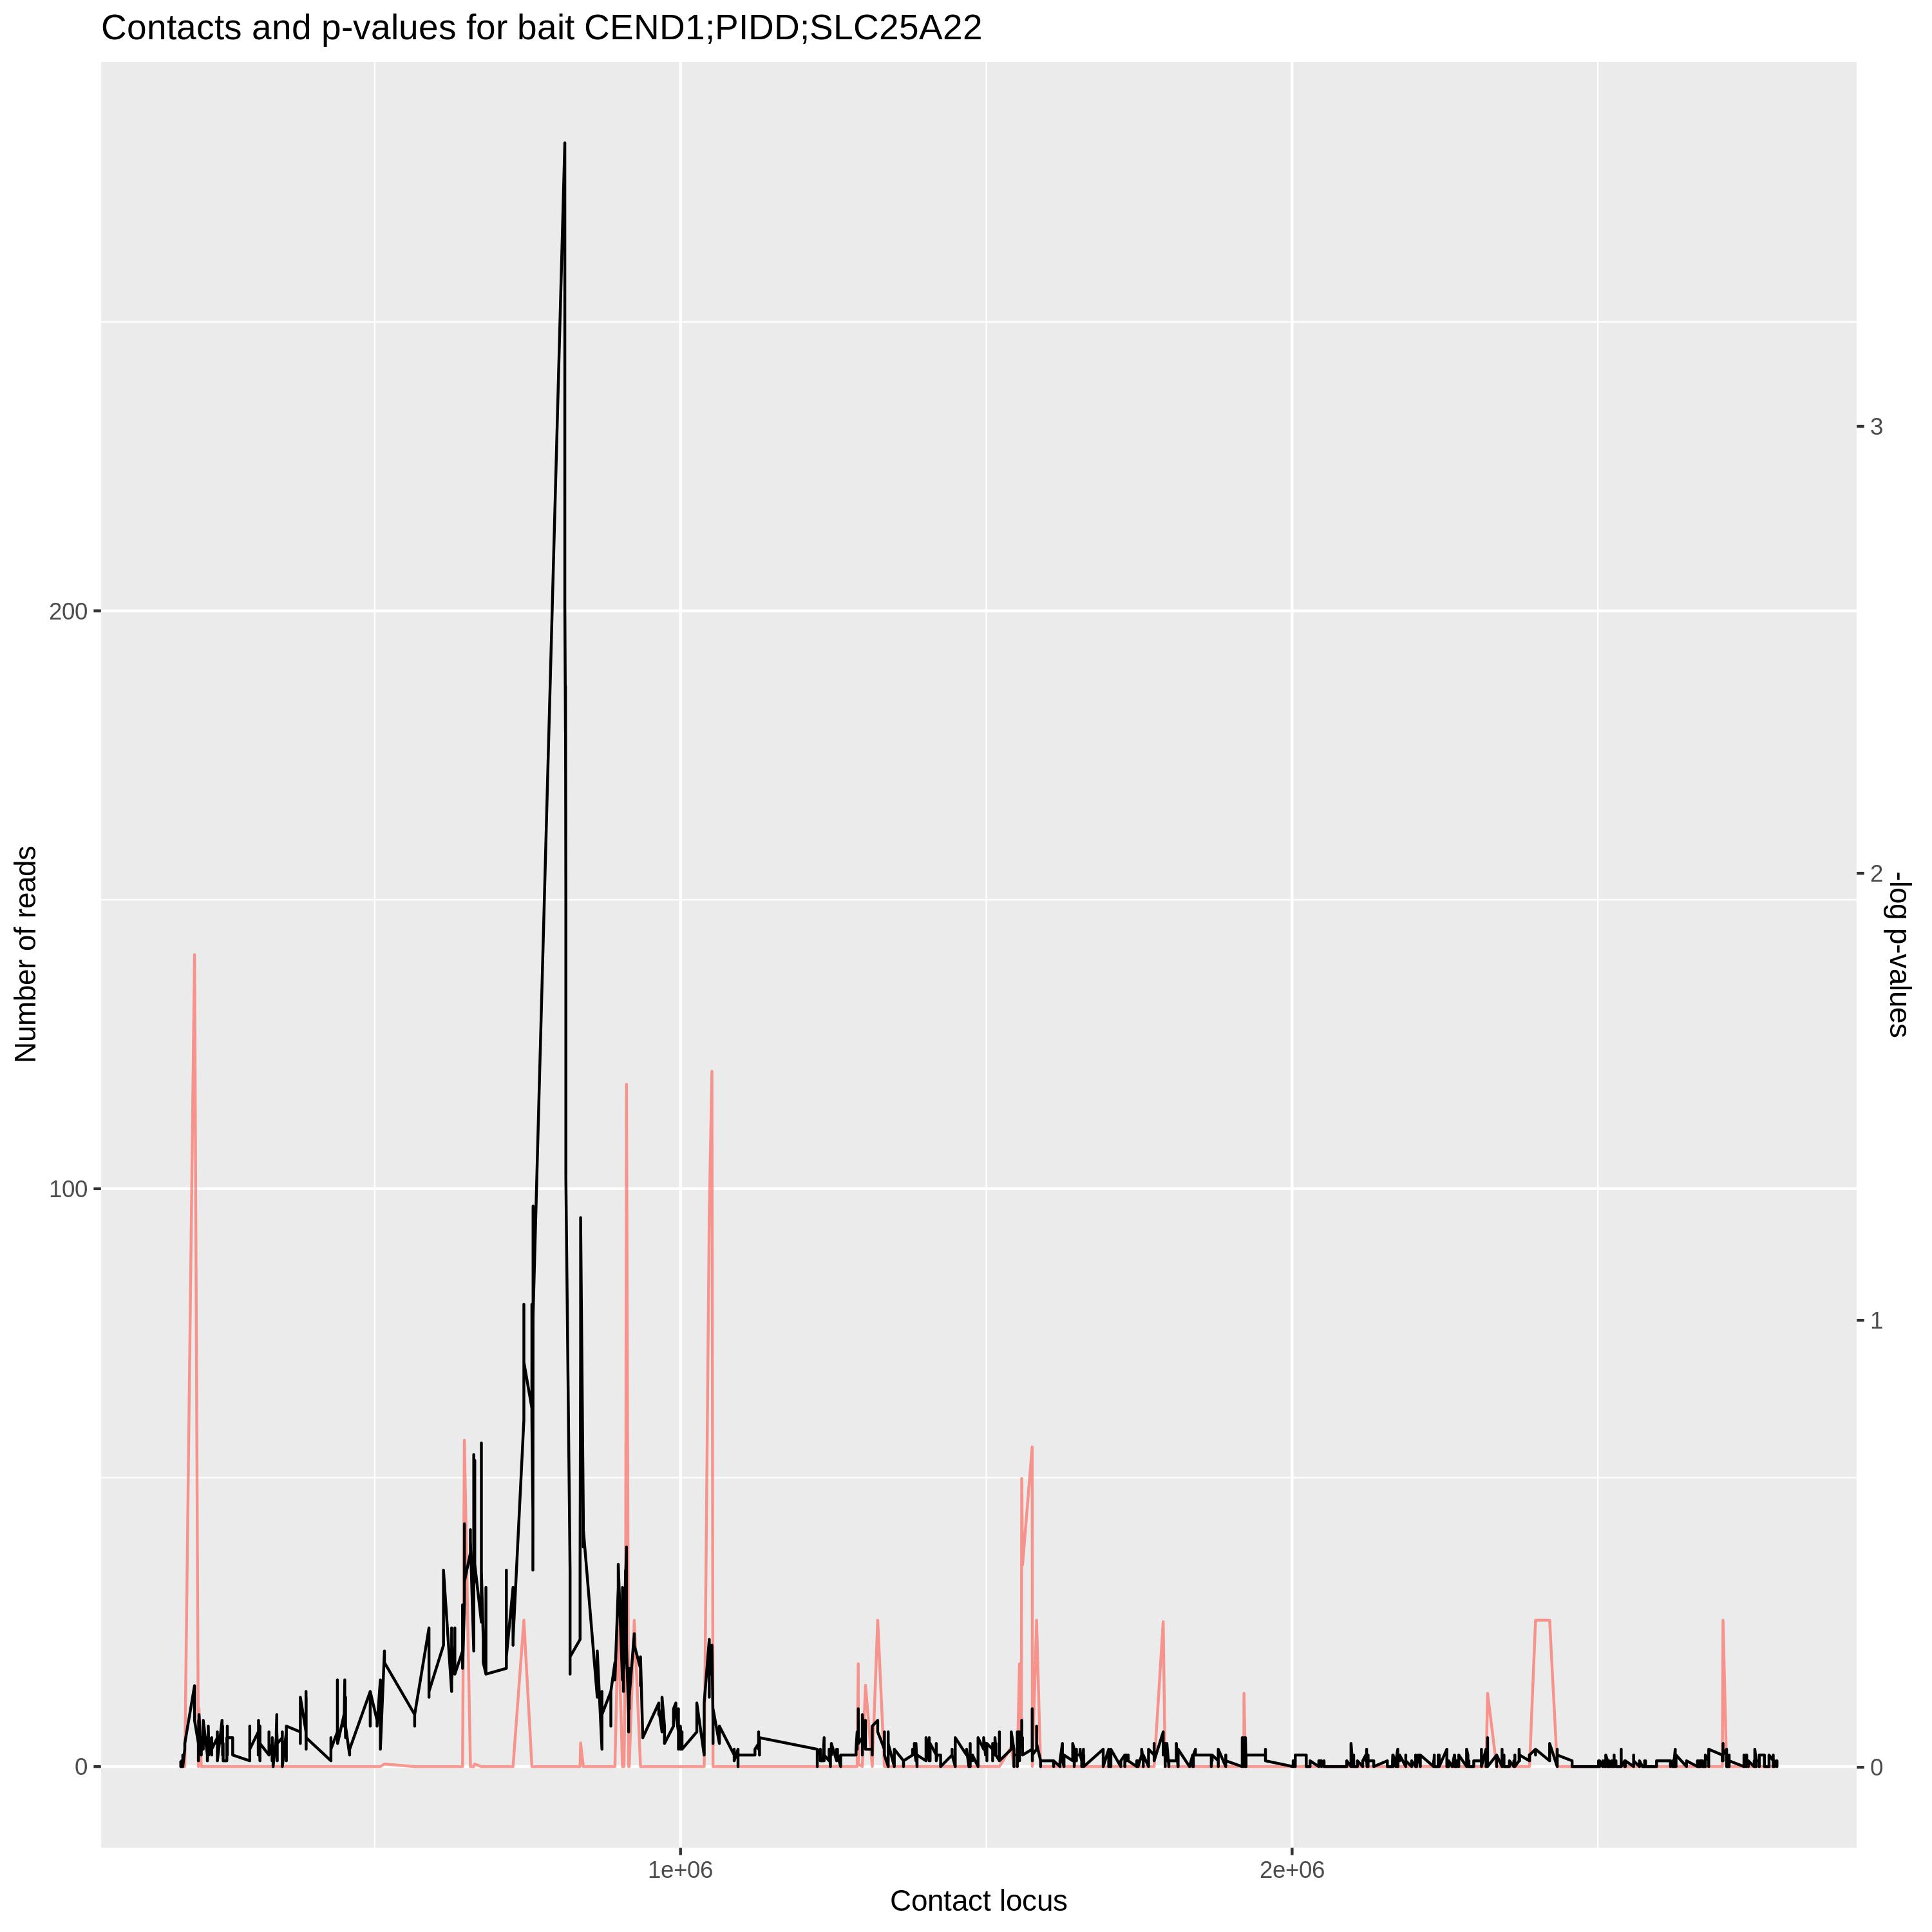 Contacts and p-values for bait CEND1;PIDD;SLC25A22
Number of reads
200
100
0
3
2
1
0
-log p-values
1e+06
2e+06
Contact locus